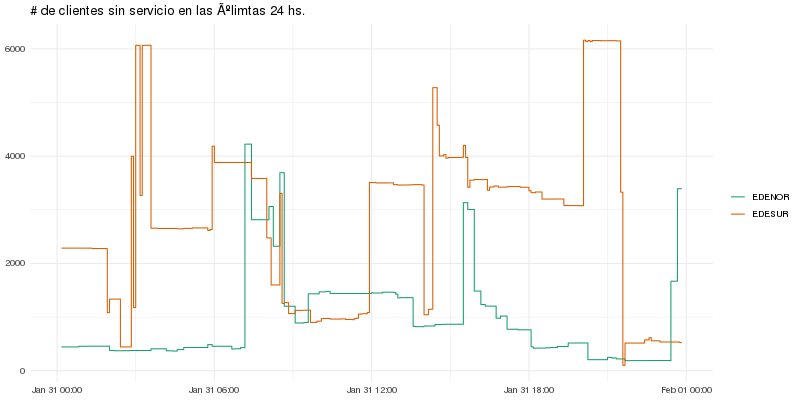 # de clientes sin servicio en las Ãºlimtas 24 hs.
6000
4000
2000
0
Jan 31 00:00
Jan 31 06:00
Jan 31 12:00
Jan 31 18:00
Feb 01 00:00
EDENOR
EDESUR